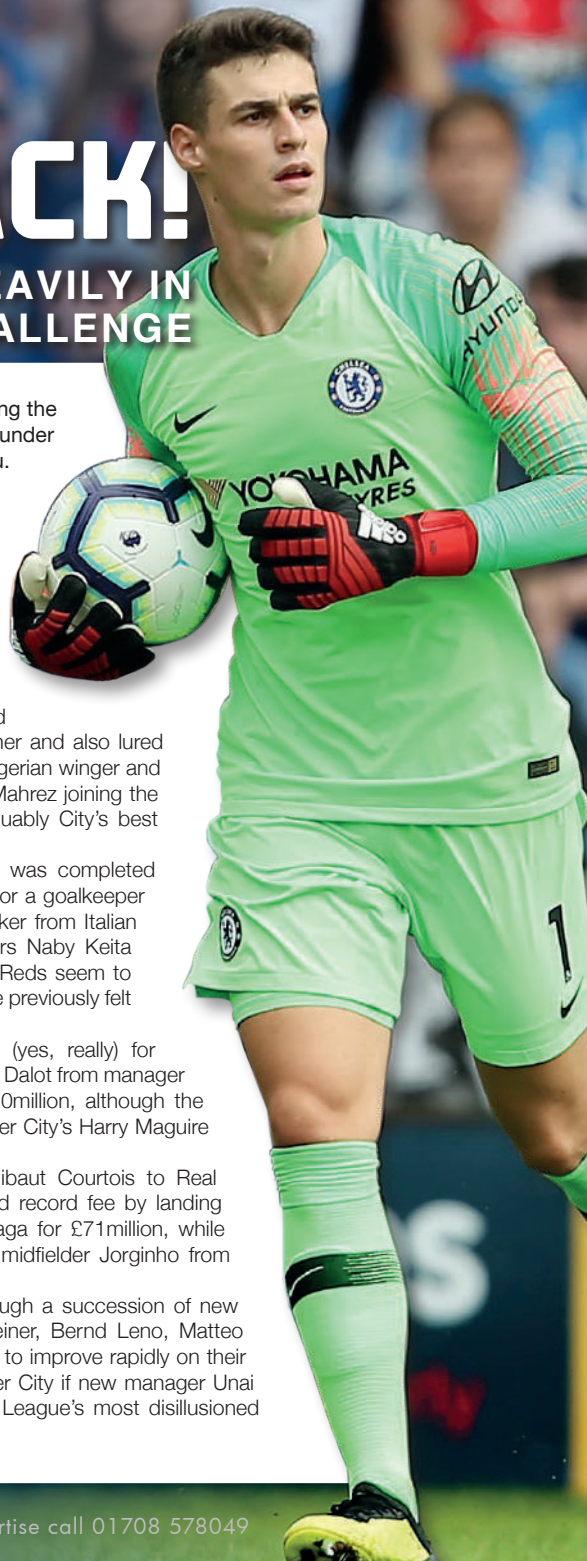 ACK!
EAVILY IN
ALLENGE
ng the
under
u.
d
her and also lured
gerian winger and
Mahrez joining the
uably City's best
was completed
or a goalkeeper
ker from Italian
rs Naby Keita
Reds seem to
e previously felt
(yes, really) for
Dalot from manager
0million, although the
er City's Harry Maguire
ibaut Courtois to Real
d record fee by landing
aga for £71million, while
midfielder Jorginho from
ugh a succession of new
einer, Bernd Leno, Matteo
to improve rapidly on their
er City if new manager Unai
League's most disillusioned
rtise call 01708 578049
HYUNDAI
CHELSEA
FOOTBALL CLUB
YOKOHAMA
TYRES
adidas
1